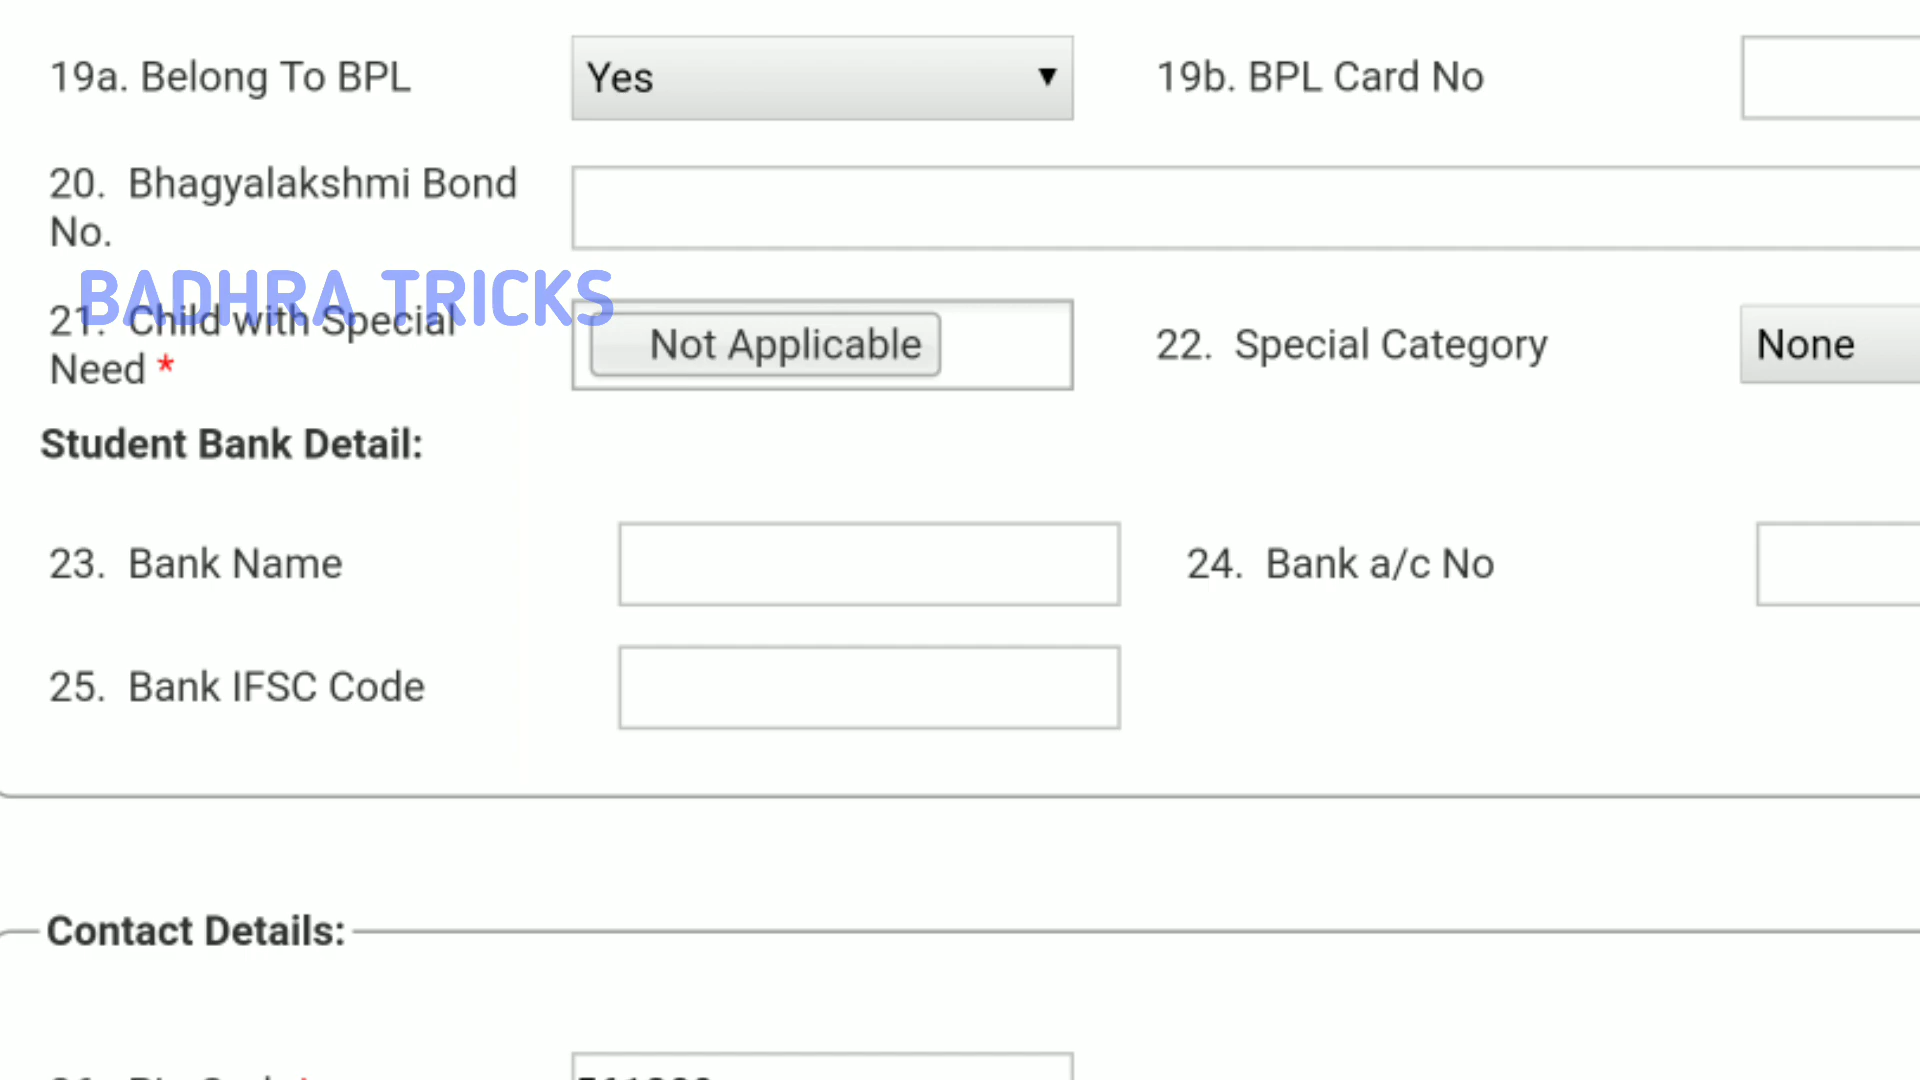 19a. Belong To BPL Yes ▼ 19b. BPL Card No
20. Bhagyalakshmi Bond
No.
BADHRA TRICKS
21. Child with Special
Need * Not Applicable 22. Special Category None
Student Bank Detail:
23. Bank Name 24. Bank a/c No
25. Bank IFSC Code
Contact Details: